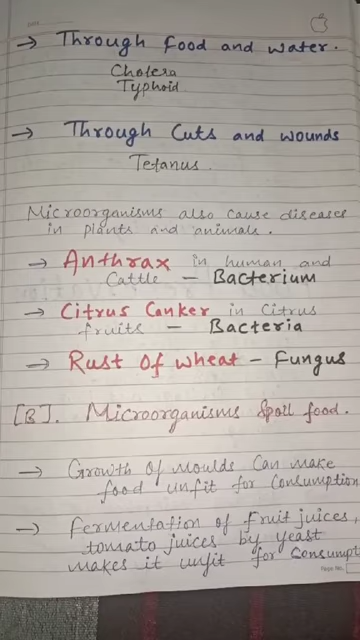 → Through Food and Water.
Cholera
Typhoid
→ Through Cuts and Wounds
Tetanus.
Microorganisms also cause diseases
in plants and animals.
→ Anthrax in human and
Cattle – Bacterium
→ Citrus Canker in Citrus
fruits – Bacteria
→ Rust Of wheat – Fungus
[B]. Microorganisms Spoil food.
→ Growth Of moulds Can make
food unfit for Consumption
→ Fermentation of Fruit juices,
tomato juices by yeast
makes it unfit for Consumpt
Page No.